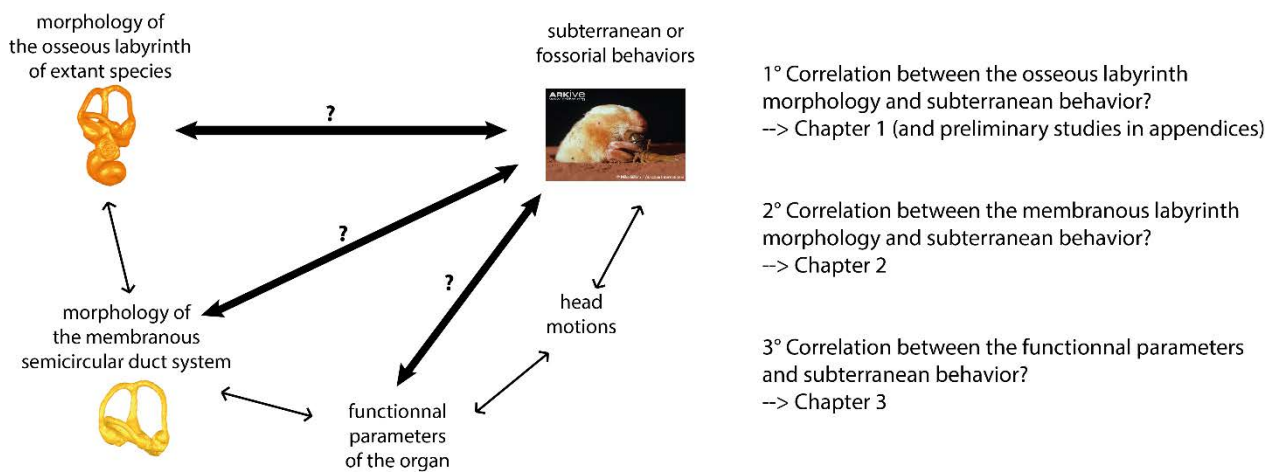 morphology of
the osseous labyrinth
of extant species
subterranean or
fossorial behaviors
ARKive
?
?
?
morphology of
the membranous
semicircular duct system
head
motions
functionnal
parameters
of the organ
1° Correlation between the osseous labyrinth
morphology and subterranean behavior?
--> Chapter 1 (and preliminary studies in appendices)
2° Correlation between the membranous labyrinth
morphology and subterranean behavior?
--> Chapter 2
3° Correlation between the functionnal parameters
and subterranean behavior?
--> Chapter 3